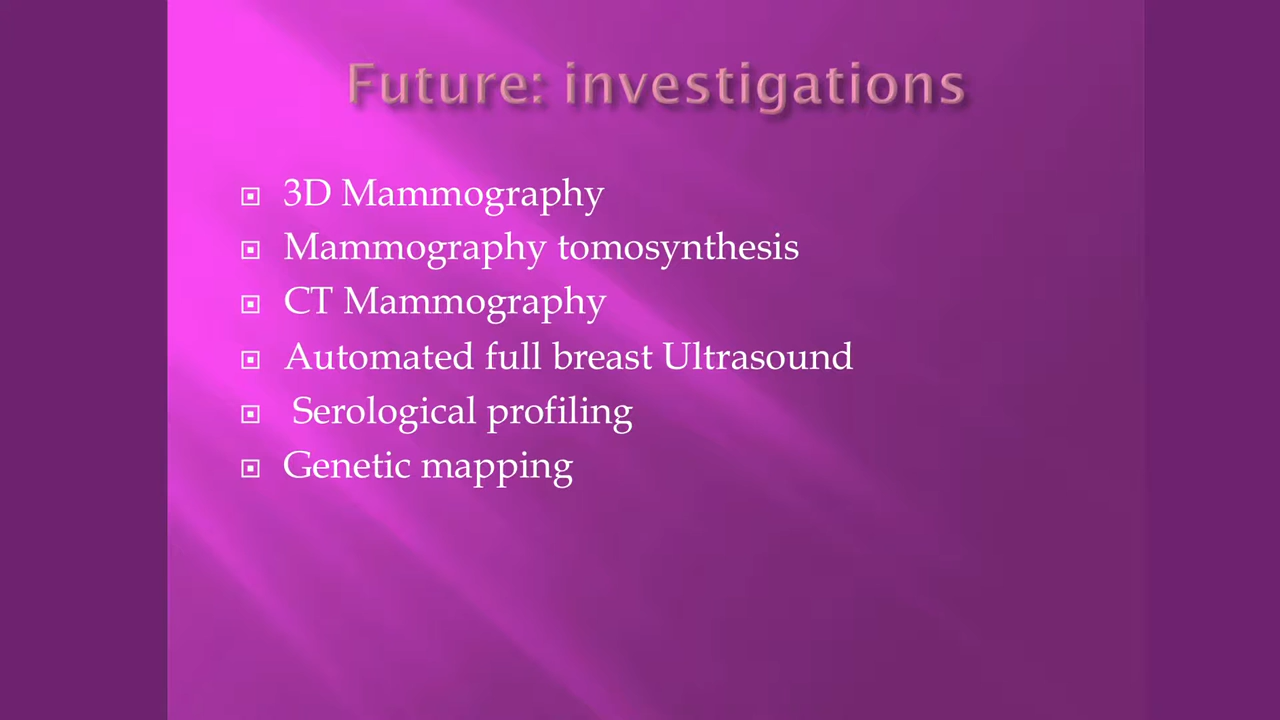 Future: investigations
3D Mammography
Mammography tomosynthesis
CT Mammography
Automated full breast Ultrasound
Serological profiling
Genetic mapping